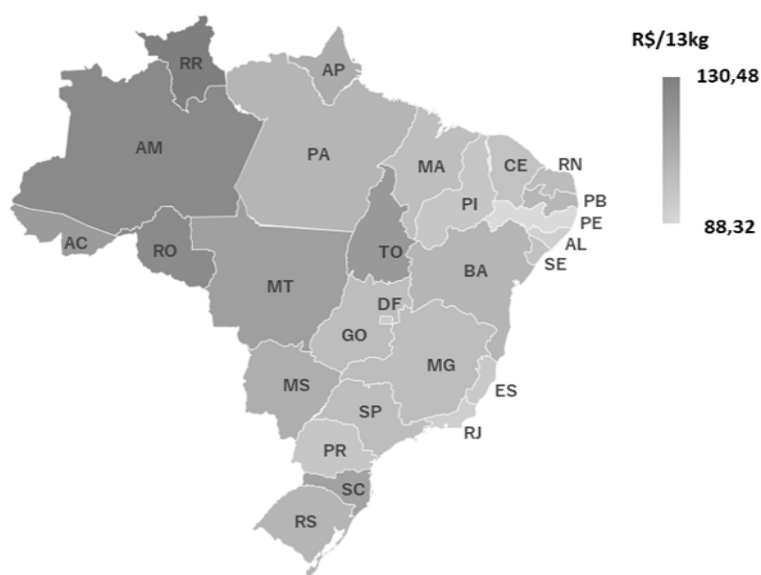 R$/13kg
130,48
88,32
RR
AP
AM
PA
MA
CE
RN
PI
PB
PE
AL
SE
AC
RO
TO
BA
MT
DF
GO
MG
MS
ES
SP
RJ
PR
SC
RS